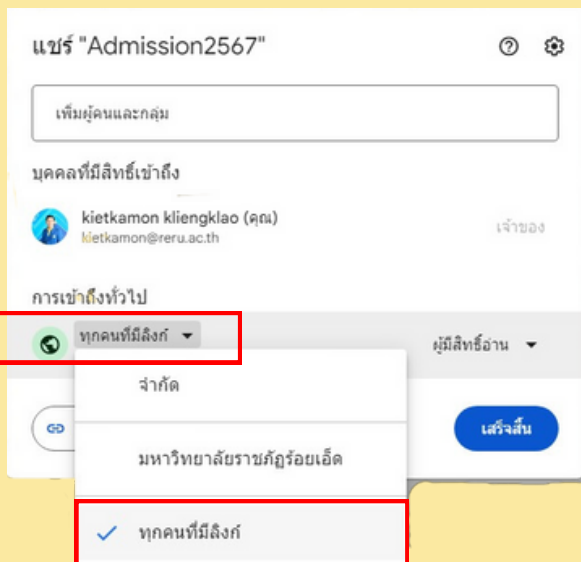 แชร์ "Admission2567"
เพิ่มผู้คนและกลุ่ม
บุคคลที่มีสิทธิ์เข้าถึง
kietkamon kliengklao (คุณ)
kietkamon@reru.ac.th
เจ้าของ
การเข้าถึงทั่วไป
ทุกคนที่มีลิงก์
ผู้มีสิทธิ์อ่าน
จำกัด
เสร็จสิ้น
มหาวิทยาลัยราชภัฏร้อยเอ็ด
ทุกคนที่มีลิงก์